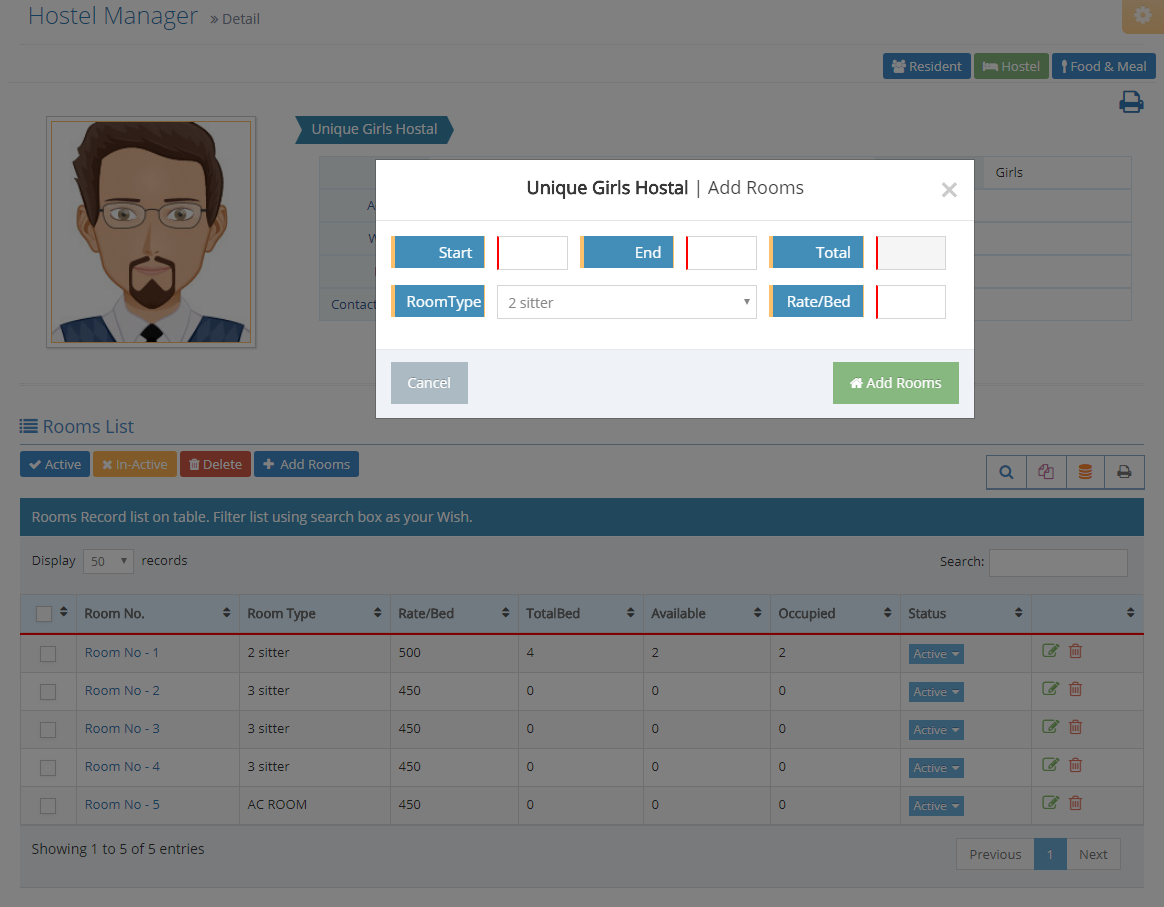 Hostel Manager » Detail
Resident Hostel Food & Meal
Unique Girls Hostal
Girls
Contact
Unique Girls Hostal | Add Rooms ×
Start End Total
RoomType 2 sitter Rate/Bed
Cancel Add Rooms
Rooms List
Active In-Active Delete Add Rooms
Rooms Record list on table. Filter list using search box as your Wish.
Display 50 records Search:
Room No. Room Type Rate/Bed TotalBed Available Occupied Status
Room No - 1 2 sitter 500 4 2 2 Active
Room No - 2 3 sitter 450 0 0 0 Active
Room No - 3 3 sitter 450 0 0 0 Active
Room No - 4 3 sitter 450 0 0 0 Active
Room No - 5 AC ROOM 450 0 0 0 Active
Showing 1 to 5 of 5 entries
Previous 1 Next